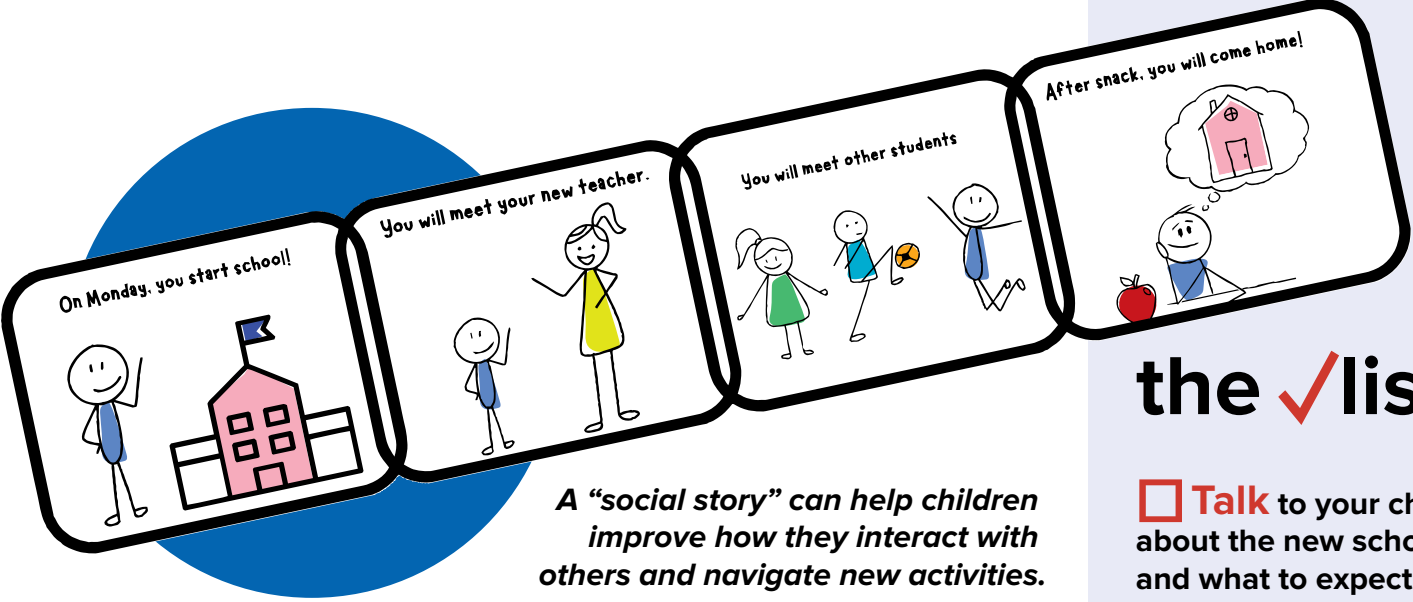 On Monday, you start school!
You will meet your new teacher.
You will meet other students
After snack, you will come home!
A “social story” can help children
improve how they interact with
others and navigate new activities.
the ✓lis
☐ Talk to your ch
about the new scho
and what to expect